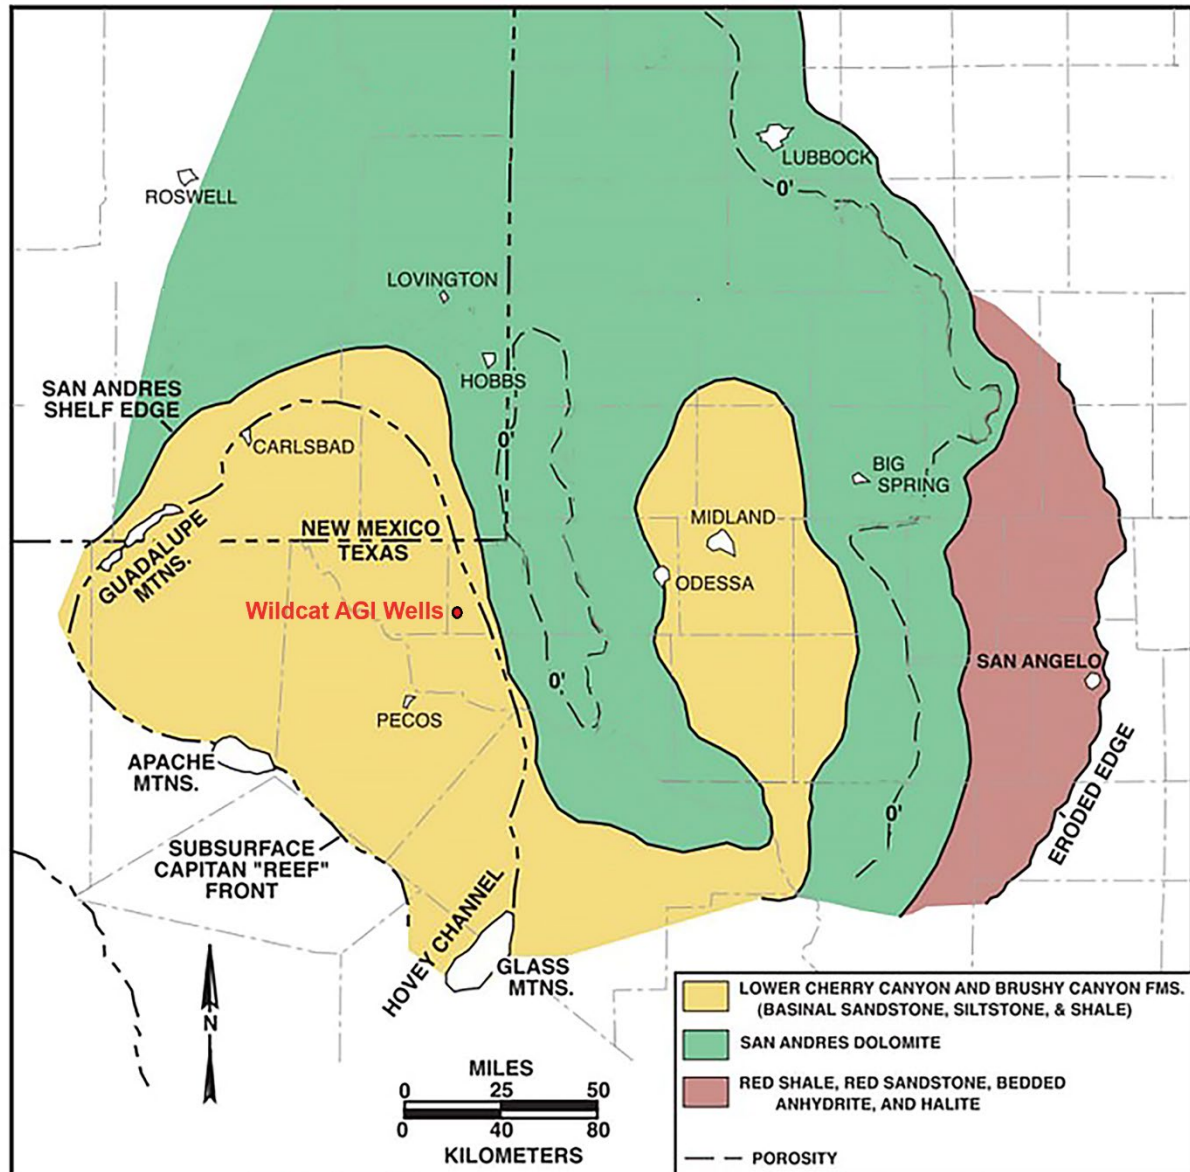 LUBBOCK
0'
ROSWELL
LOVINGTON
HOBBS
SAN ANDRES
SHELF EDGE
CARLSBAD
0'
BIG
SPRING
MIDLAND
NEW MEXICO
TEXAS
GUADALUPE
MTNS.
ODESSA
Wildcat AGI Wells
SAN ANGELO
0'
PECOS
APACHE
MTNS.
SUBSURFACE
CAPITAN "REEF"
FRONT
0'
ERODED EDGE
HOVEY CHANNEL
GLASS
MTNS.
N
MILES
0 25 50
0 40 80
KILOMETERS
LOWER CHERRY CANYON AND BRUSHY CANYON FMS.
(BASINAL SANDSTONE, SILTSTONE, & SHALE)
SAN ANDRES DOLOMITE
RED SHALE, RED SANDSTONE, BEDDED
ANHYDRITE, AND HALITE
POROSITY